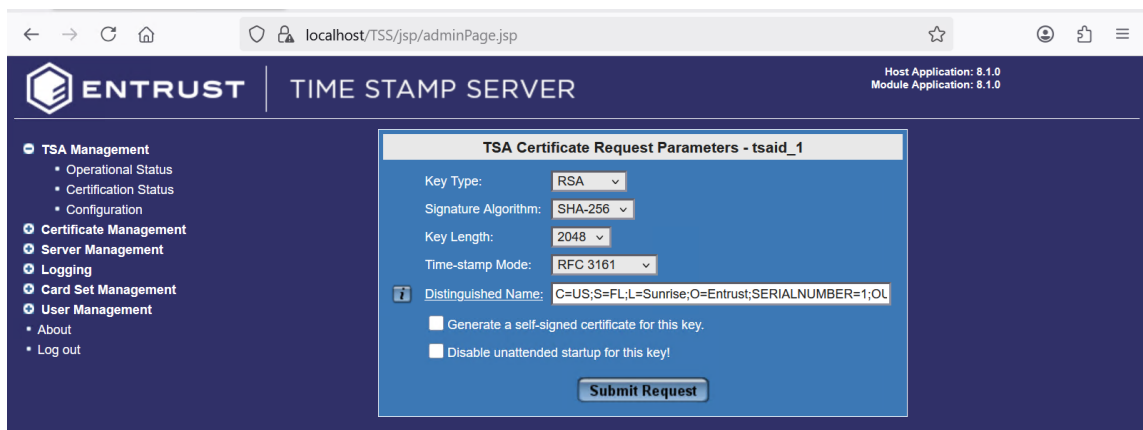 localhost/TSS/jsp/adminPage.jsp
ENTRUST TIME STAMP SERVER
Host Application: 8.1.0
Module Application: 8.1.0
TSA Management
Operational Status
Certification Status
Configuration
Certificate Management
Server Management
Logging
Card Set Management
User Management
About
Log out
TSA Certificate Request Parameters - tsaid_1
Key Type: RSA
Signature Algorithm: SHA-256
Key Length: 2048
Time-stamp Mode: RFC 3161
i Distinguished Name: C=US;S=FL;L=Sunrise;O=Entrust;SERIALNUMBER=1;OU
Generate a self-signed certificate for this key.
Disable unattended startup for this key!
Submit Request